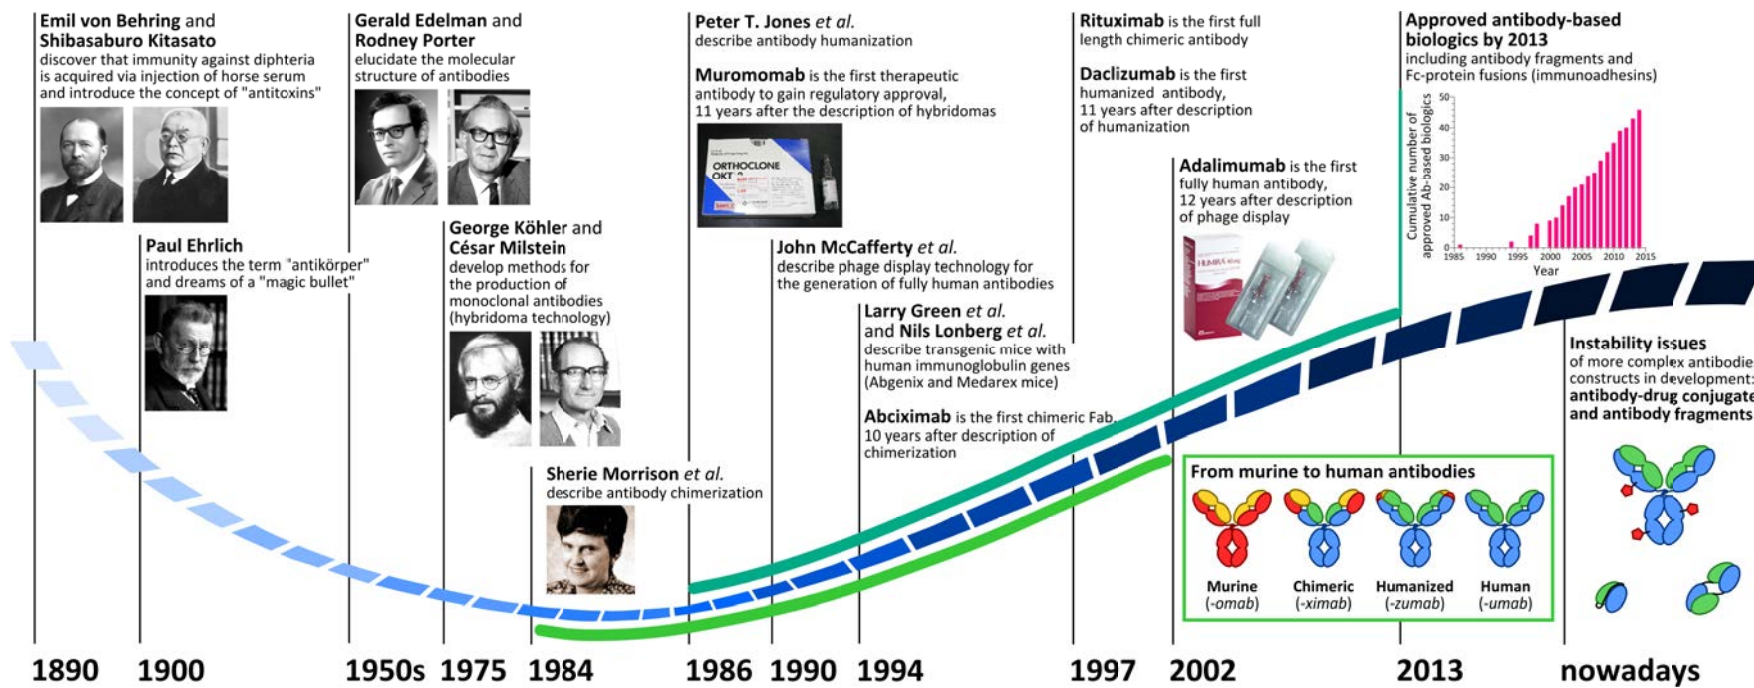 Emil von Behring and
Shibasaburo Kitasato
discover that immunity against diphteria
is acquired via injection of horse serum
and introduce the concept of "antitoxins"
Paul Ehrlich
introduces the term "antikörper"
and dreams of a "magic bullet"
Gerald Edelman and
Rodney Porter
elucidate the molecular
structure of antibodies
George Köhler and
César Milstein
develop methods for
the production of
monoclonal antibodies
(hybridoma technology)
Sherie Morrison et al.
describe antibody chimerization
Peter T. Jones et al.
describe antibody humanization
Muromomab is the first therapeutic
antibody to gain regulatory approval,
11 years after the description of hybridomas
ORTHOCLONE
John McCafferty et al.
describe phage display technology for
the generation of fully human antibodies
Larry Green et al.
and Nils Lonberg et al.
describe transgenic mice with
human immunoglobulin genes
(Abgenix and Medarex mice)
Abciximab is the first chimeric Fab,
10 years after description of
chimerization
Rituximab is the first full
length chimeric antibody
Daclizumab is the first
humanized antibody,
11 years after description
of humanization
Adalimumab is the first
fully human antibody,
12 years after description
of phage display
HUMIRA
Approved antibody-based
biologics by 2013
including antibody fragments and
Fc-protein fusions (immunoadhesins)
Cumulative number of
approved Ab-based biologics
50
40
30
20
10
0
1985 1990 1995 2000 2005 2010 2015
Year
Instability issues
of more complex antibodie
constructs in development:
antibody-drug conjugate
and antibody fragments
From murine to human antibodies
Murine Chimeric Humanized Human
(-omab) (-ximab) (-zumab) (-umab)
1890 1900 1950s 1975 1984 1986 1990 1994 1997 2002 2013 nowadays